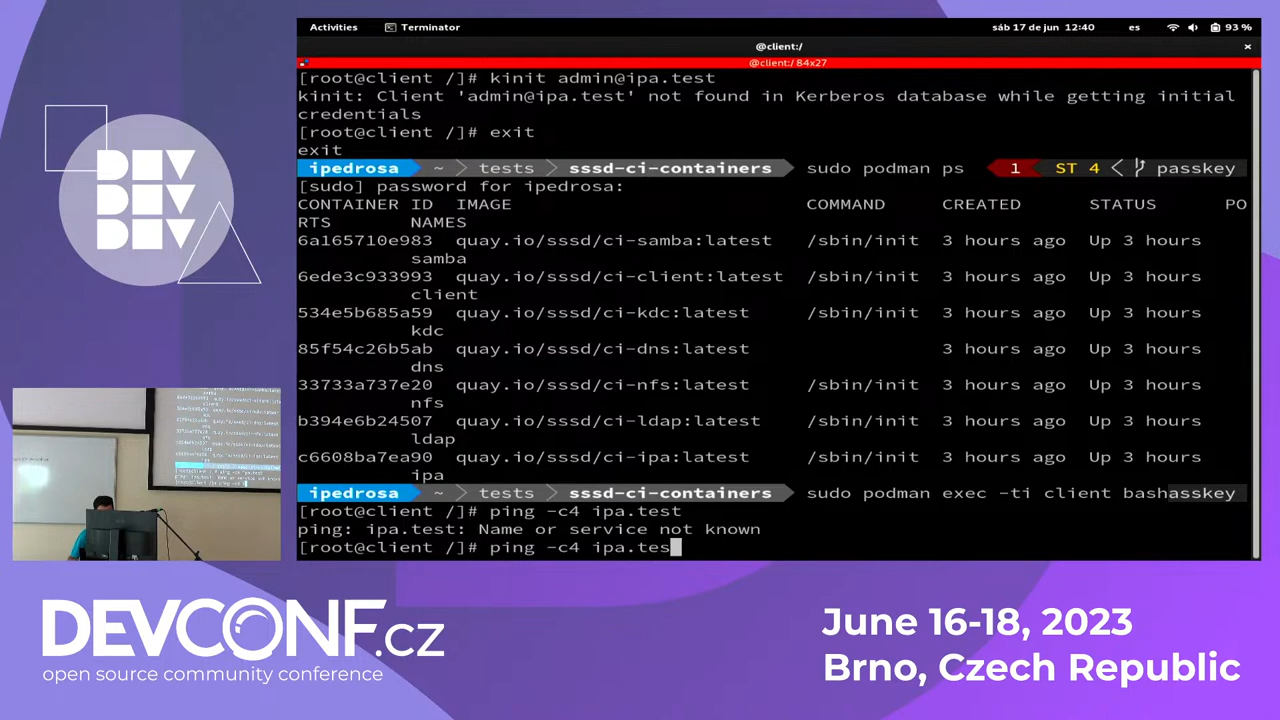 Activities
Terminator
sáb 17 de jun 12:40
es
93 %
@client:/
@client:/ 84x27
[root@client /]# kinit admin@ipa.test
kinit: Client 'admin@ipa.test' not found in Kerberos database while getting initial
credentials
[root@client /]# exit
exit
ipedrosa ~ tests sssd-ci-containers sudo podman ps 1 ST 4 passkey
[sudo] password for ipedrosa:
CONTAINER ID IMAGE COMMAND CREATED STATUS PO
RTS NAMES
6a165710e983 quay.io/sssd/ci-samba:latest /sbin/init 3 hours ago Up 3 hours
samba
6ede3c933993 quay.io/sssd/ci-client:latest /sbin/init 3 hours ago Up 3 hours
client
534e5b685a59 quay.io/sssd/ci-kdc:latest /sbin/init 3 hours ago Up 3 hours
kdc
85f54c26b5ab quay.io/sssd/ci-dns:latest 3 hours ago Up 3 hours
dns
33733a737e20 quay.io/sssd/ci-nfs:latest /sbin/init 3 hours ago Up 3 hours
nfs
b394e6b24507 quay.io/sssd/ci-ldap:latest /sbin/init 3 hours ago Up 3 hours
ldap
c6608ba7ea90 quay.io/sssd/ci-ipa:latest /sbin/init 3 hours ago Up 3 hours
ipa
ipedrosa ~ tests sssd-ci-containers sudo podman exec -ti client bashasskey
[root@client /]# ping -c4 ipa.test
ping: ipa.test: Name or service not known
[root@client /]# ping -c4 ipa.tes
DEV
DEV
DEV
DEVCONF.cz
open source community conference
June 16-18, 2023
Brno, Czech Republic